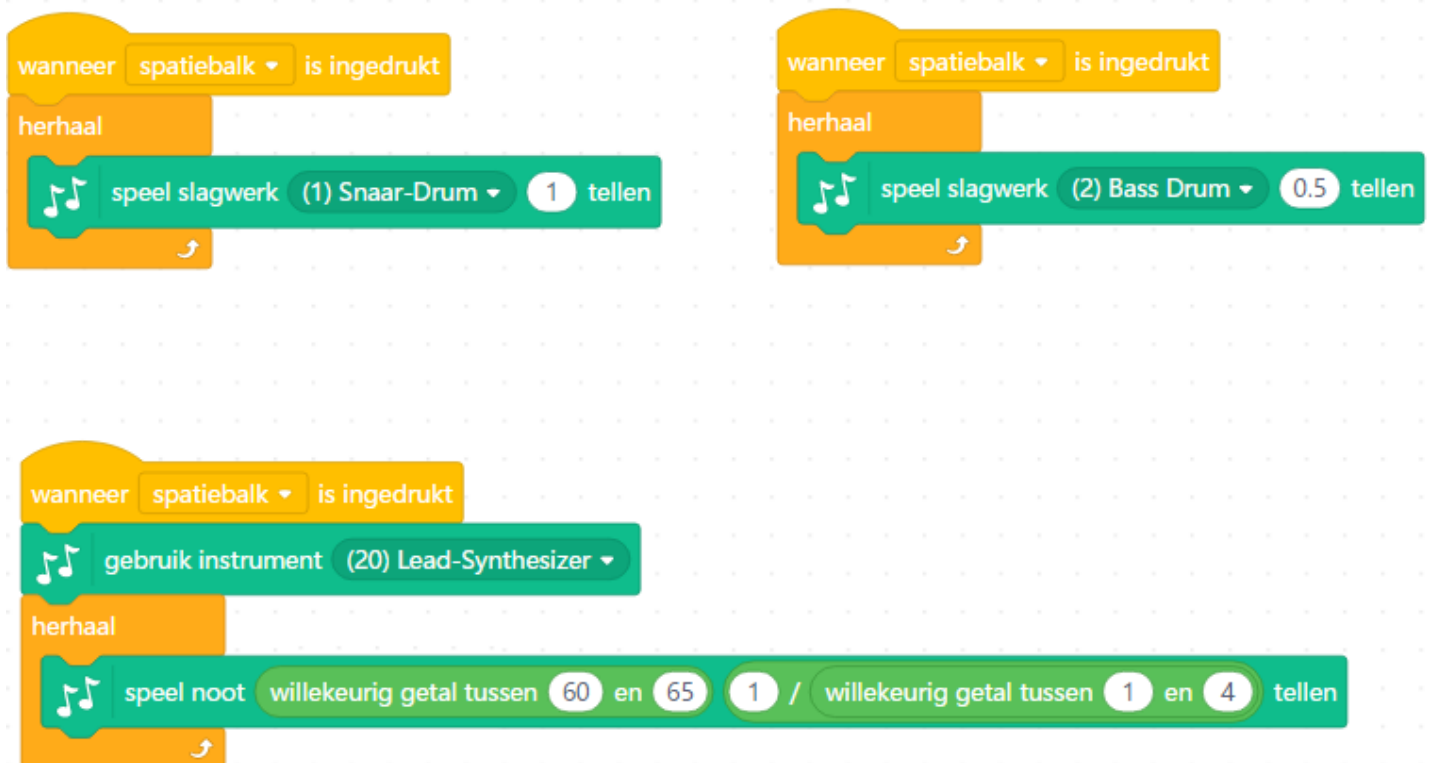 wanneer spatiebalk is ingedrukt
herhaal
speel slagwerk (1) Snaar-Drum 1 tellen
wanneer spatiebalk is ingedrukt
herhaal
speel slagwerk (2) Bass Drum 0.5 tellen
wanneer spatiebalk is ingedrukt
gebruik instrument (20) Lead-Synthesizer
herhaal
speel noot willekeurig getal tussen 60 en 65 1 / willekeurig getal tussen 1 en 4 tellen